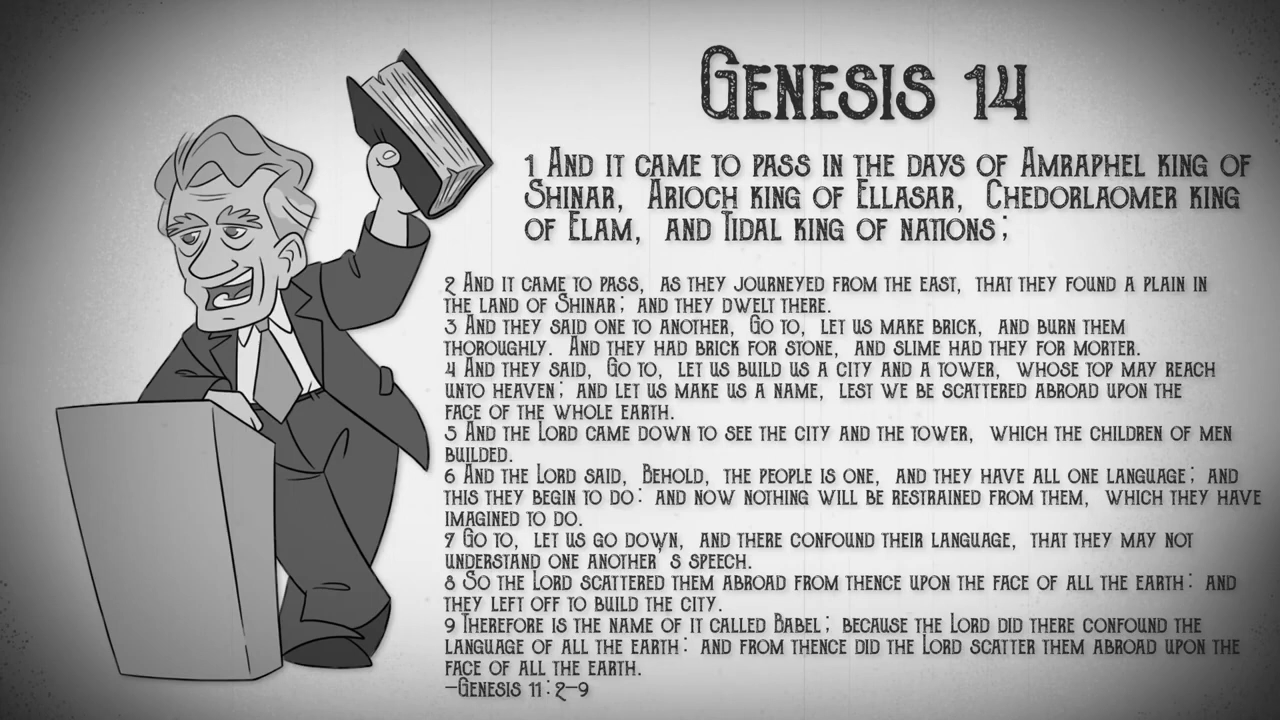 Genesis 14
1 And it came to pass in the days of Amraphel king of
Shinar, Arioch king of Ellasar, Chedorlaomer king
of Elam, and Tidal king of nations;
2 And it came to pass, as they journeyed from the east, that they found a plain in
the land of Shinar; and they dwelt there.
3 And they said one to another, Go to, let us make brick, and burn them
thoroughly. And they had brick for stone, and slime had they for morter.
4 And they said, Go to, let us build us a city and a tower, whose top may reach
unto heaven; and let us make us a name, lest we be scattered abroad upon the
face of the whole earth.
5 And the Lord came down to see the city and the tower, which the children of men
builded.
6 And the Lord said, Behold, the people is one, and they have all one language; and
this they begin to do: and now nothing will be restrained from them, which they have
imagined to do.
7 Go to, let us go down, and there confound their language, that they may not
understand one another's speech.
8 So the Lord scattered them abroad from thence upon the face of all the earth: and
they left off to build the city.
9 Therefore is the name of it called Babel; because the Lord did there confound the
language of all the earth: and from thence did the Lord scatter them abroad upon the
face of all the earth.
-Genesis 11:2-9